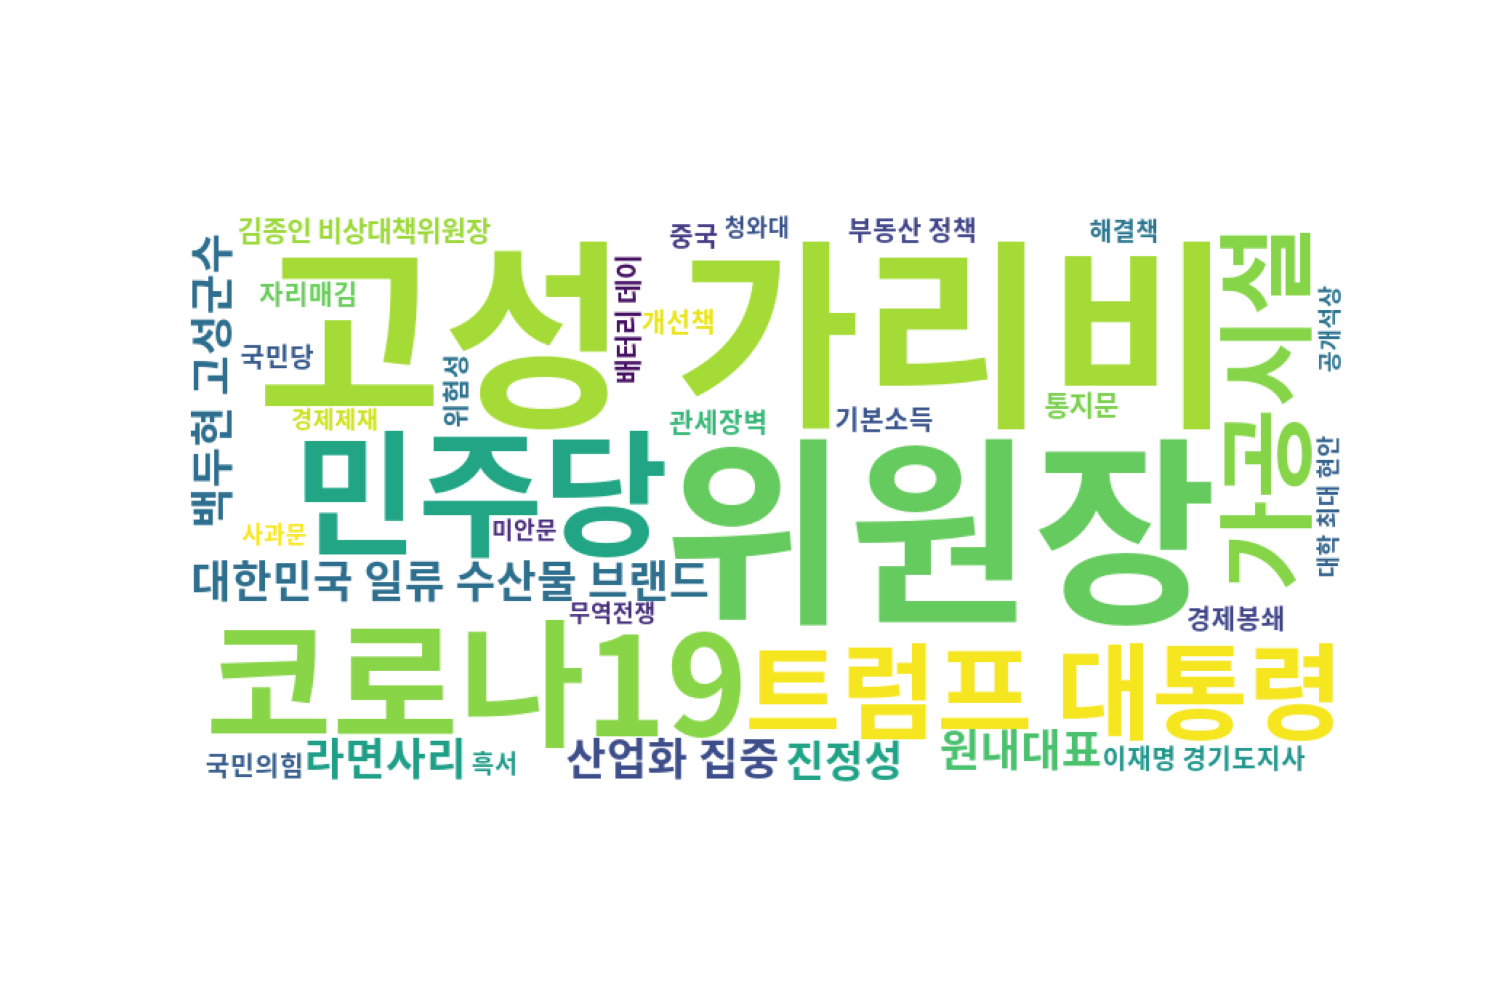 김종인 비상대책위원장
중국
청와대
부동산 정책
해결책
고성 가리비
백두현 고성군수
자리매김
배터리 데이
개선책
가공시설
공개석상
국민당
위험성
경제제재
관세장벽
기본소득
통지문
민주당
위원장
대학 최대 현안
사과문
미안문
대한민국 일류 수산물 브랜드
무역전쟁
경제봉쇄
코로나19
트럼프 대통령
국민의힘
라면사리
흑서
산업화 집중
진정성
원내대표
이재명 경기도지사